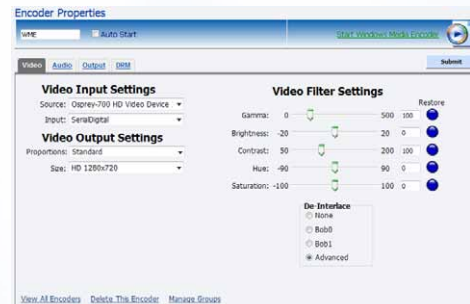 Encoder Properties
WME Auto Start Start Windows Media Encoder
Video Audio Output DRM Submit
Video Input Settings
Source: Osprey-700 HD Video Device
Input: SerialDigital
Video Output Settings
Proportions: Standard
Size: HD 1280x720
Video Filter Settings
Restore
Gamma: 0 500 100
Brightness: -20 20 0
Contrast: 50 200 100
Hue: -90 90 0
Saturation: -100 100 0
De-Interlace
None
Bob0
Bob1
Advanced
View All Encoders Delete This Encoder Manage Groups